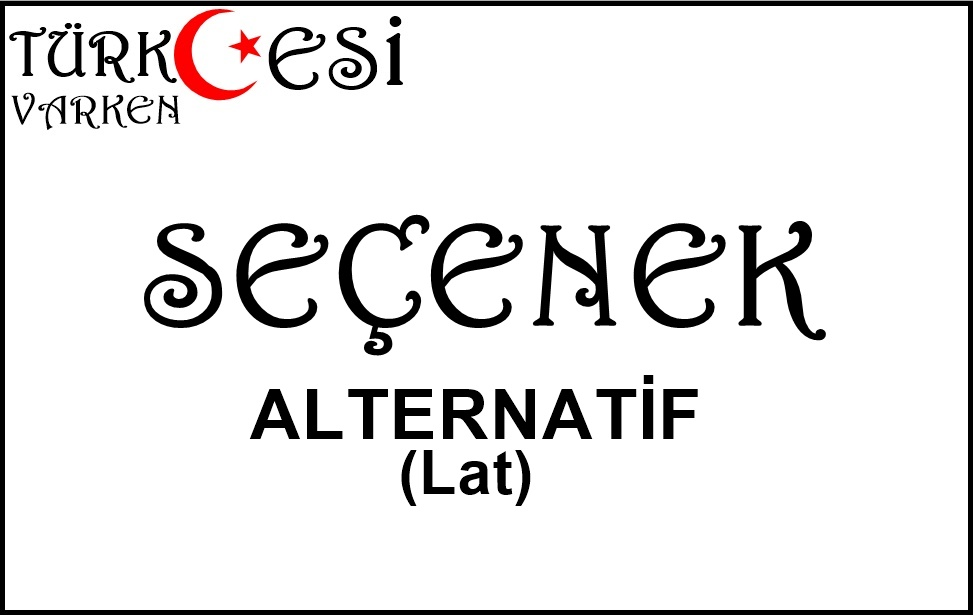 TÜRKÇESİ
VARKEN
SEÇENEK
ALTERNATİF
(Lat)